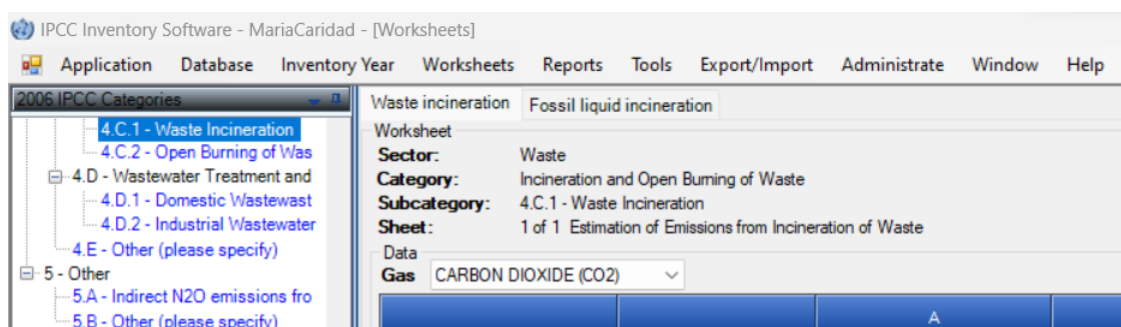 IPCC Inventory Software - MariaCaridad - [Worksheets]
Application Database Inventory Year Worksheets Reports Tools Export/Import Administrate Window Help
2006 IPCC Categories
4.C.1 - Waste Incineration
4.C.2 - Open Burning of Was
4.D - Wastewater Treatment and
4.D.1 - Domestic Wastewast
4.D.2 - Industrial Wastewater
4.E - Other (please specify)
5 - Other
5.A - Indirect N2O emissions fro
5.B - Other (please specify)
Waste incineration Fossil liquid incineration
Worksheet
Sector: Waste
Category: Incineration and Open Burning of Waste
Subcategory: 4.C.1 - Waste Incineration
Sheet: 1 of 1 Estimation of Emissions from Incineration of Waste
Data
Gas CARBON DIOXIDE (CO2)
A